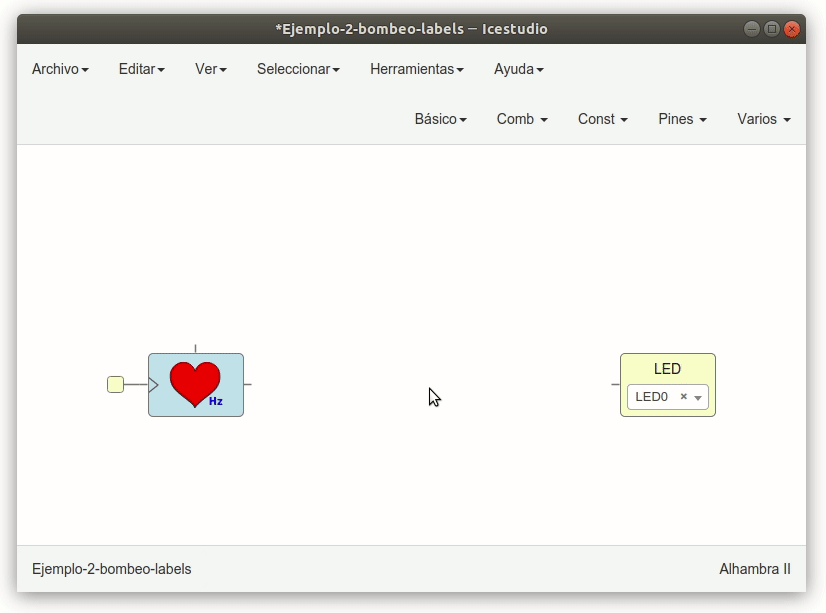 *Ejemplo-2-bombeo-labels — Icestudio
Archivo Editar Ver Seleccionar Herramientas Ayuda
Básico Comb Const Pines Varios
Hz
LED
LED0 ×
Ejemplo-2-bombeo-labels Alhambra II